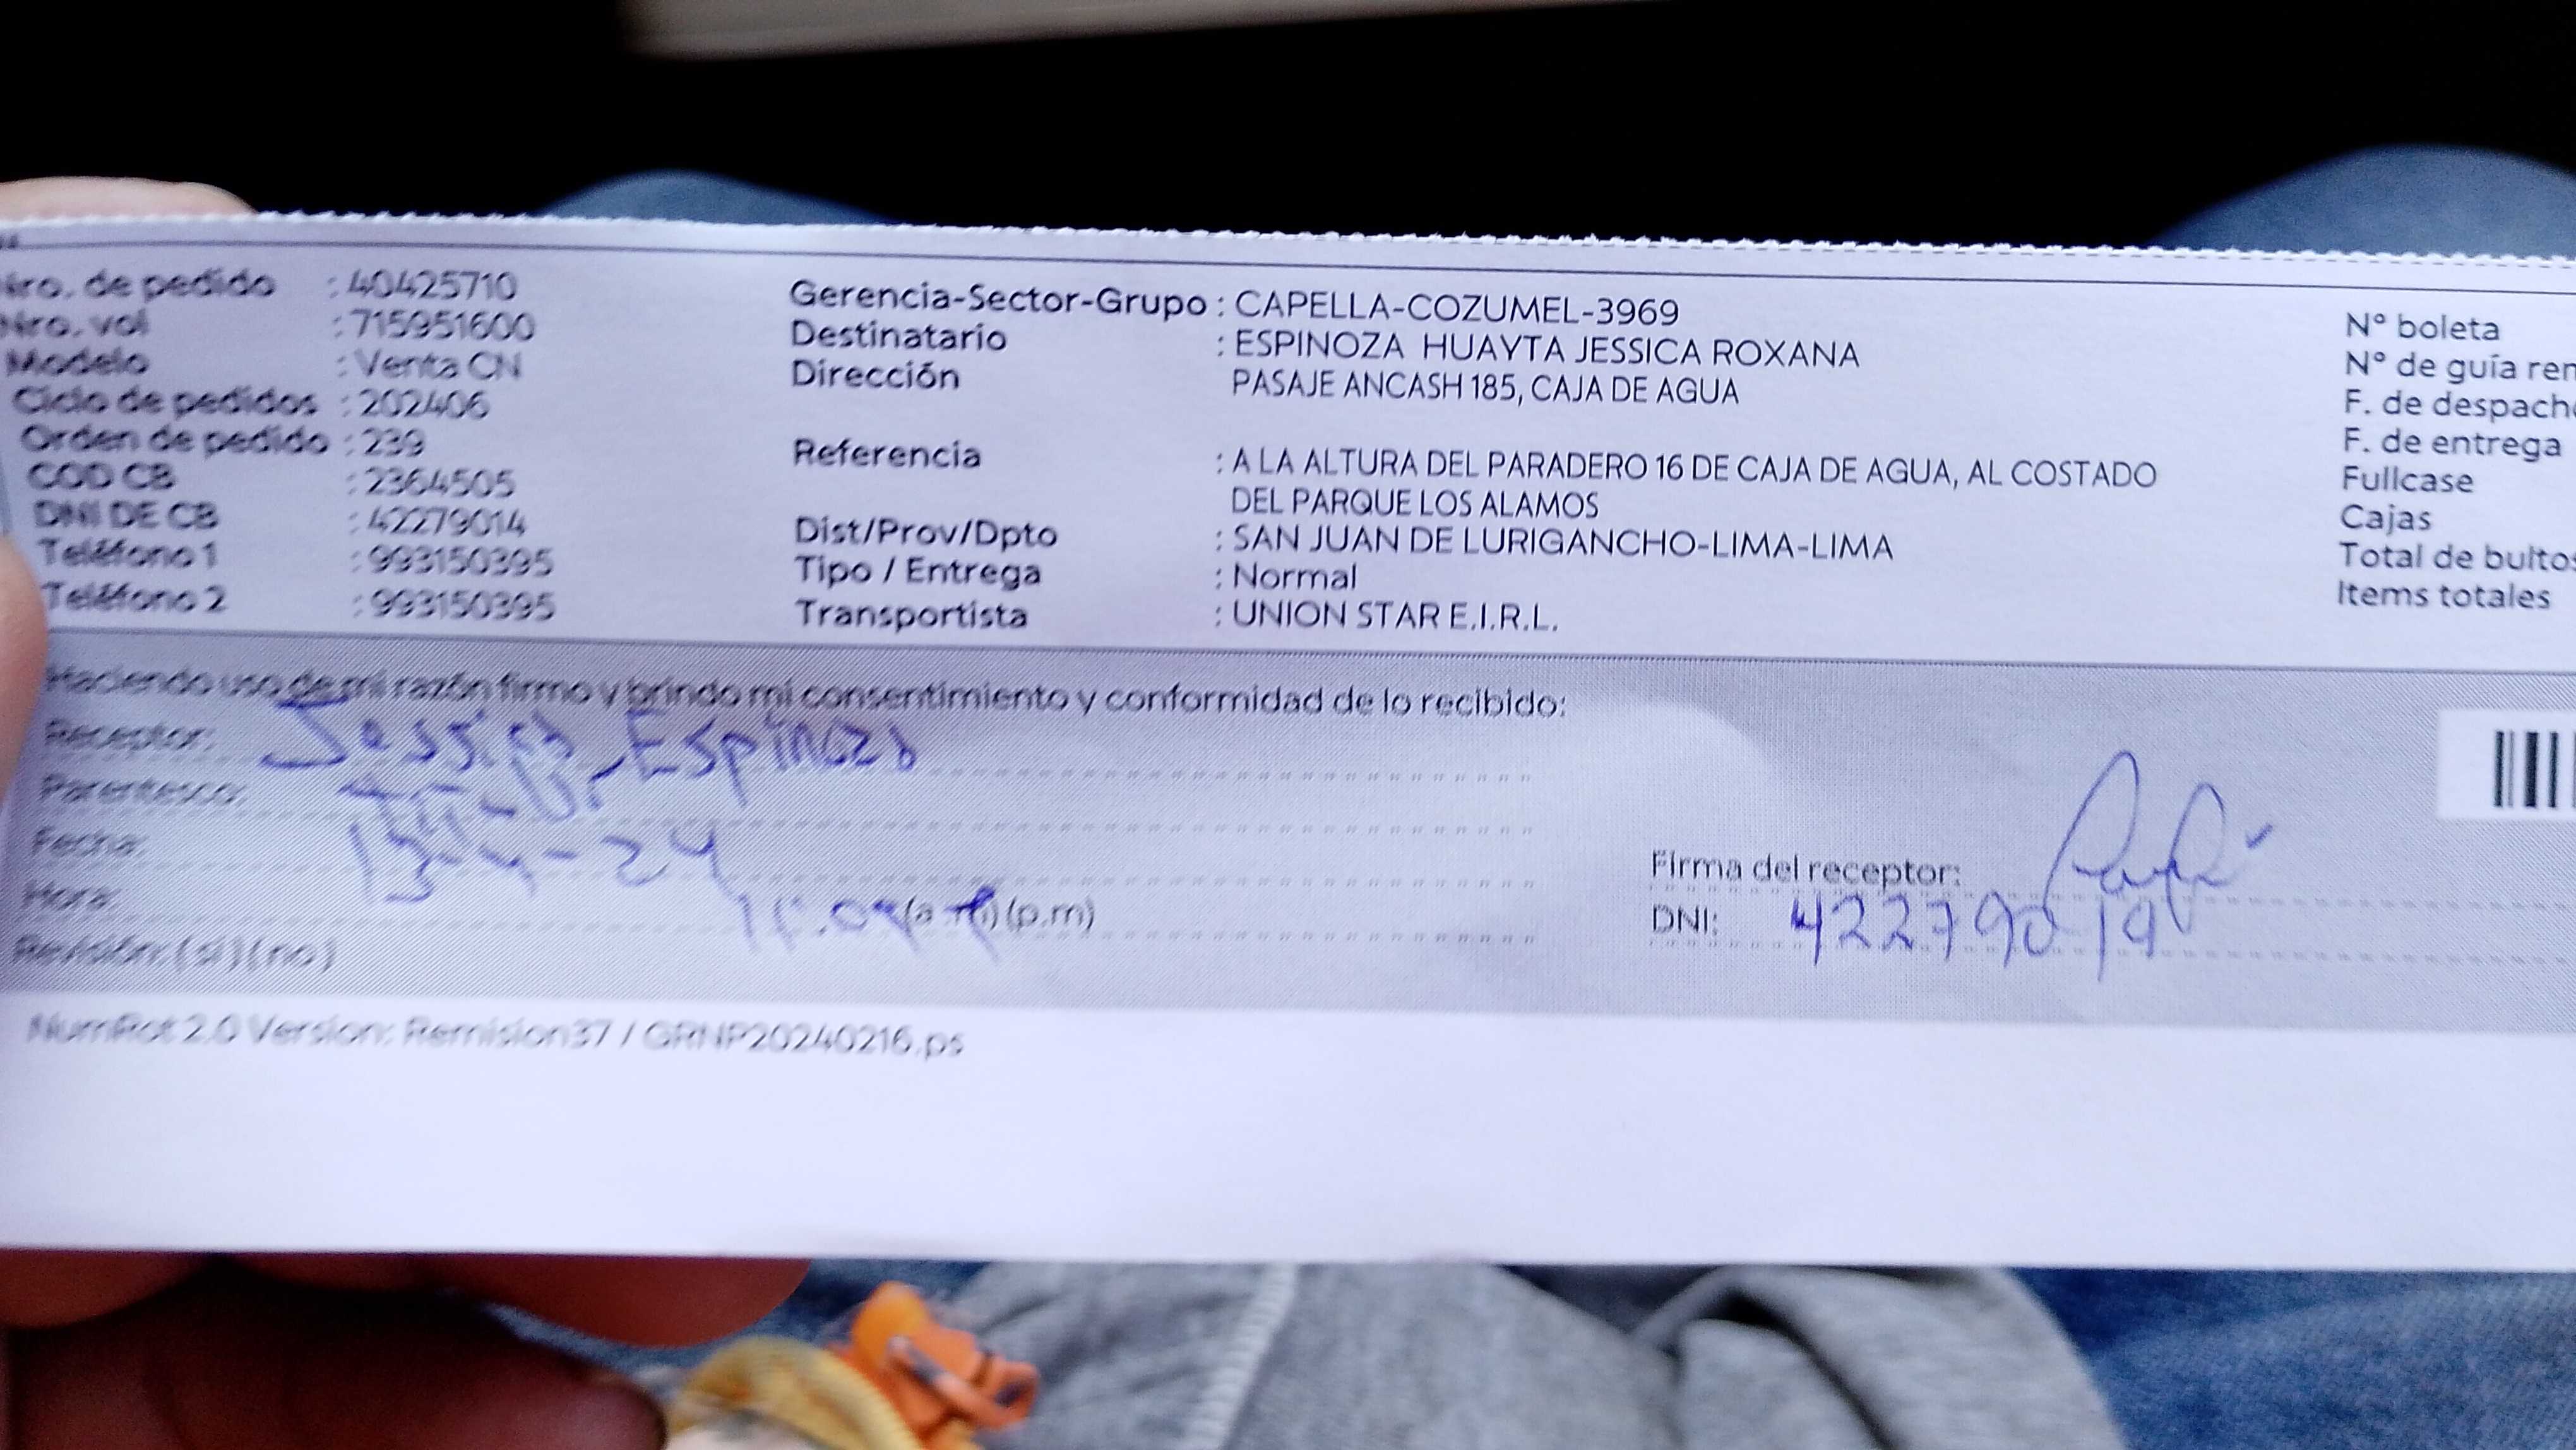 Nro. de pedido : 40425710
Nro. vol : 715951600
Modelo : Venta CN
Ciclo de pedidos : 202406
Orden de pedido : 239
COD CB : 2364505
DNI DE CB : 42279014
Teléfono 1 : 993150395
Teléfono 2 : 993150395
Gerencia-Sector-Grupo : CAPELLA-COZUMEL-3969
Destinatario : ESPINOZA HUAYTA JESSICA ROXANA
Dirección PASAJE ANCASH 185, CAJA DE AGUA
Referencia : A LA ALTURA DEL PARADERO 16 DE CAJA DE AGUA, AL COSTADO
DEL PARQUE LOS ALAMOS
Dist/Prov/Dpto : SAN JUAN DE LURIGANCHO-LIMA-LIMA
Tipo / Entrega : Normal
Transportista : UNION STAR E.I.R.L.
N° boleta
N° de guía
F. de
F. de entrega
Fullcase
Cajas
Total de
Items totales
Haciendo uso de mi razón firmo y brindo mi consentimiento y conformidad de lo recibido:
Receptor: Jessica Espinoza
Parentesco:
Fecha: 13-4-24
Hora: (p.m)
Revisión: (si) (no)
Firma del receptor:
DNI: 42279014
NumRot 2.0 Version: Remision37 / GRNP20240216.ps